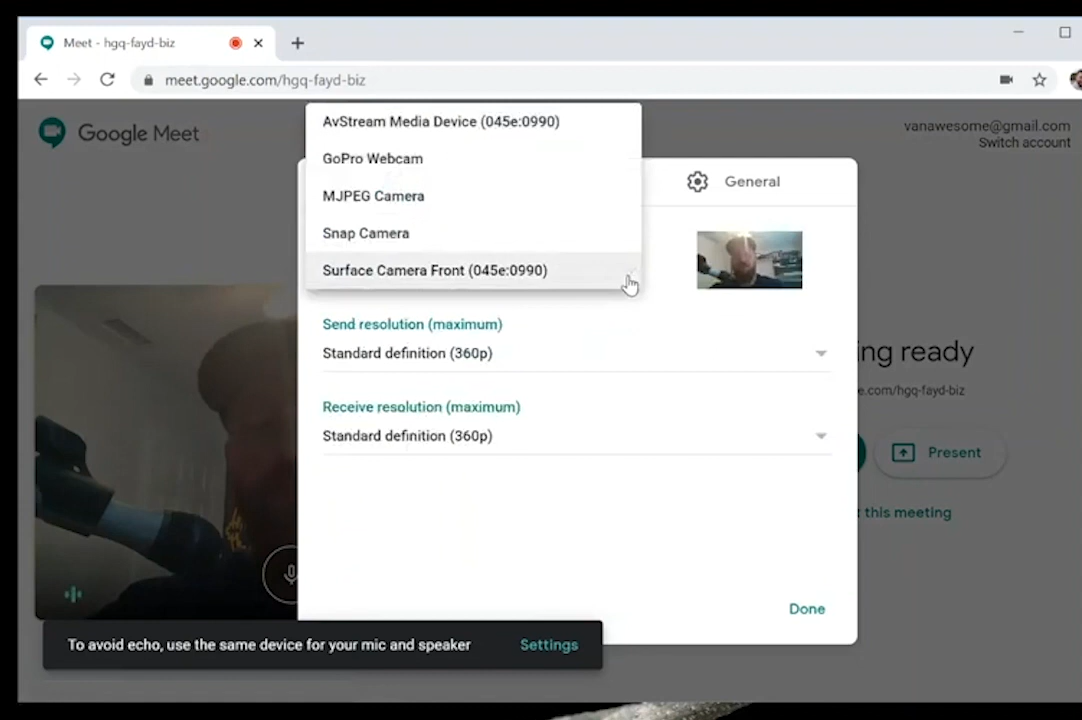 Meet - hgq-fayd-biz
meet.google.com/hgq-fayd-biz
Google Meet
vanawesome@gmail.com
Switch account
AvStream Media Device (045e:0990)
GoPro Webcam
MJPEG Camera
Snap Camera
Surface Camera Front (045e:0990)
General
Send resolution (maximum)
Standard definition (360p)
Receive resolution (maximum)
Standard definition (360p)
ing ready
e.com/hgq-fayd-biz
Present
t this meeting
Done
To avoid echo, use the same device for your mic and speaker
Settings